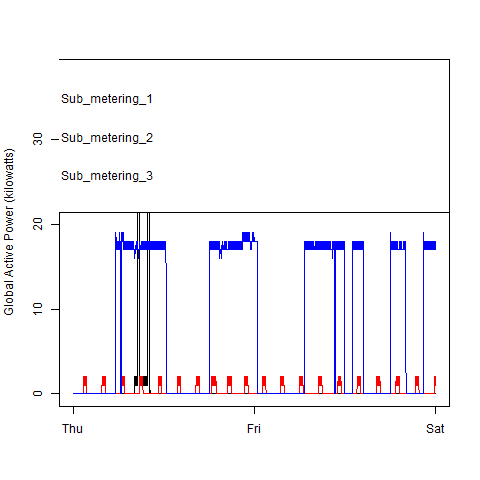 Sub_metering_1
Sub_metering_2
Sub_metering_3
Global Active Power (kilowatts)
30
20
10
0
Thu Fri Sat